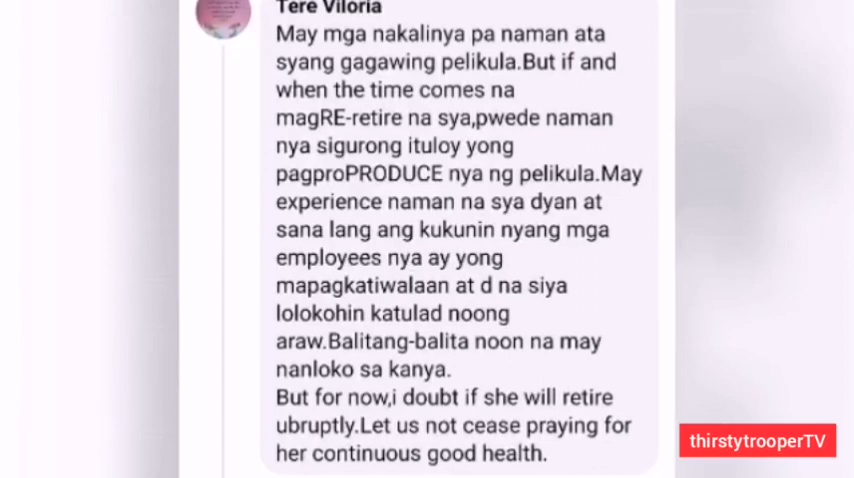 Tere Viloria
May mga nakalinya pa naman ata
syang gagawing pelikula.But if and
when the time comes na
magRE-retire na sya,pwede naman
nya sigurong ituloy yong
pagproPRODUCE nya ng pelikula.May
experience naman na sya dyan at
sana lang ang kukunin nyang mga
employees nya ay yong
mapagkatiwalaan at d na siya
lolokohin katulad noong
araw.Balitang-balita noon na may
nanloko sa kanya.
But for now,i doubt if she will retire
ubruptly.Let us not cease praying for
her continuous good health.
thirstytrooperTV